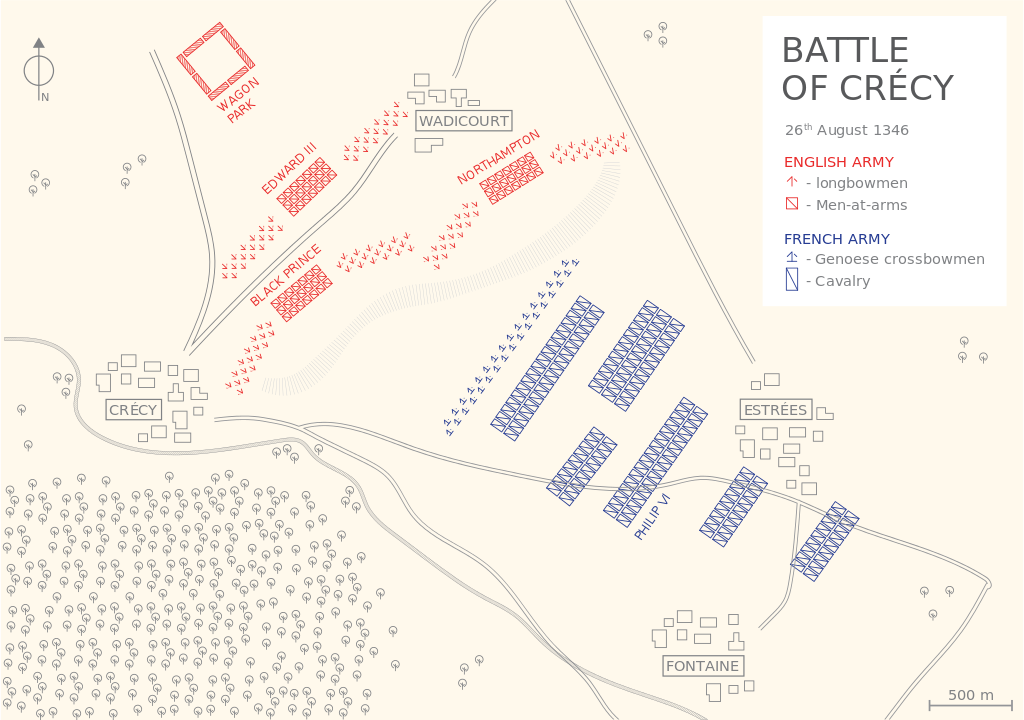 BATTLE
OF CRÉCY
26th August 1346
ENGLISH ARMY
- longbowmen
- Men-at-arms
FRENCH ARMY
- Genoese crossbowmen
- Cavalry
N
WAGON
PARK
WADICOURT
EDWARD III
NORTHAMPTON
BLACK PRINCE
CRÉCY
ESTRÉES
PHILIP VI
FONTAINE
500 m